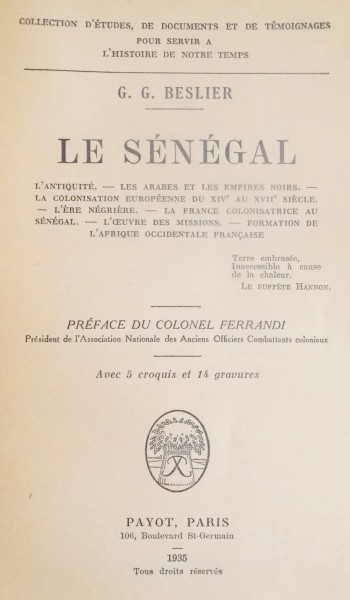 COLLECTION D'ÉTUDES, DE DOCUMENTS ET DE TÉMOIGNAGES
POUR SERVIR A
L'HISTOIRE DE NOTRE TEMPS
G. G. BESLIER
LE SÉNÉGAL
L'ANTIQUITÉ. — LES ARABES ET LES EMPIRES NOIRS. —
LA COLONISATION EUROPÉENNE DU XIVe AU XVIIe SIÈCLE.
— L'ÈRE NÉGRIÈRE. — LA FRANCE COLONISATRICE AU
SÉNÉGAL. — L'ŒUVRE DES MISSIONS. — FORMATION DE
L'AFRIQUE OCCIDENTALE FRANÇAISE
Terre embrasée,
Inaccessible à cause
de la chaleur.
LE SUFFÈTE HANNON.
PRÉFACE DU COLONEL FERRANDI
Président de l'Association Nationale des Anciens Officiers Combattants coloniaux
Avec 5 croquis et 14 gravures
PAYOT, PARIS
106, Boulevard St-Germain
1935
Tous droits réservés